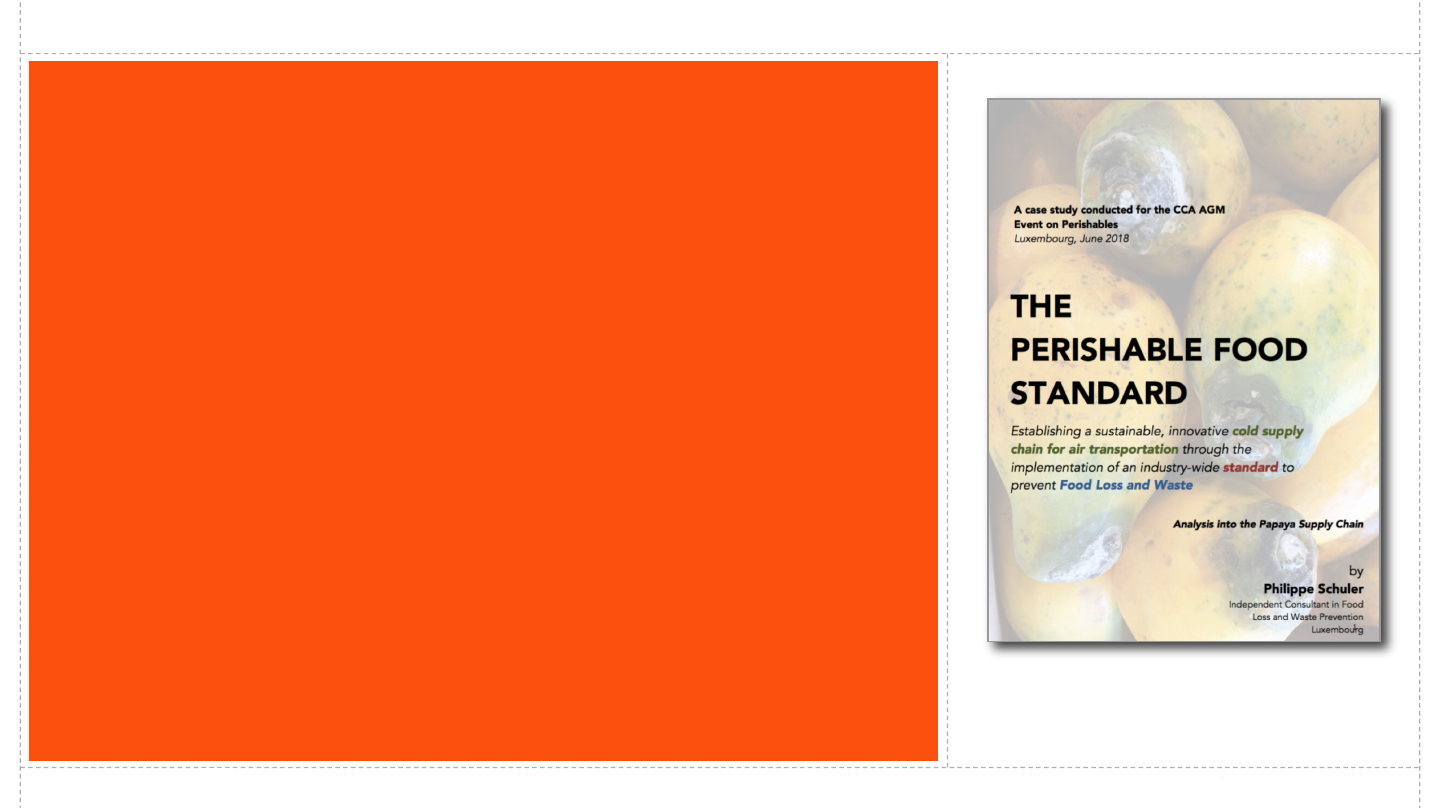 A case study conducted for the CCA AGM
Event on Perishables
Luxembourg, June 2018
THE
PERISHABLE FOOD
STANDARD
Establishing a sustainable, innovative cold supply
chain for air transportation through the
implementation of an industry-wide standard to
prevent Food Loss and Waste
Analysis into the Papaya Supply Chain
by
Philippe Schuler
Independent Consultant in Food
Loss and Waste Prevention
Luxembourg